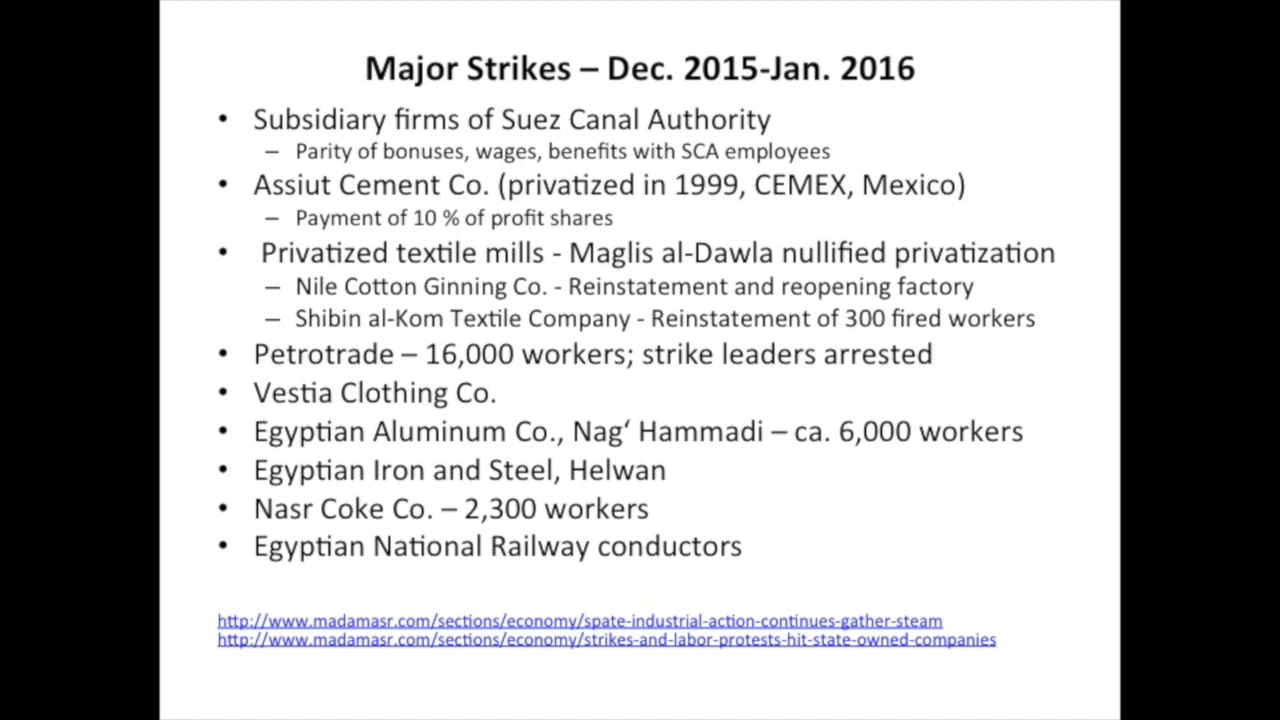 Major Strikes – Dec. 2015-Jan. 2016
• Subsidiary firms of Suez Canal Authority
– Parity of bonuses, wages, benefits with SCA employees
• Assiut Cement Co. (privatized in 1999, CEMEX, Mexico)
– Payment of 10 % of profit shares
• Privatized textile mills - Maglis al-Dawla nullified privatization
– Nile Cotton Ginning Co. - Reinstatement and reopening factory
– Shibin al-Kom Textile Company - Reinstatement of 300 fired workers
• Petrotrade – 16,000 workers; strike leaders arrested
• Vestia Clothing Co.
• Egyptian Aluminum Co., Nag‘ Hammadi – ca. 6,000 workers
• Egyptian Iron and Steel, Helwan
• Nasr Coke Co. – 2,300 workers
• Egyptian National Railway conductors
http://www.madamasr.com/sections/economy/spate-industrial-action-continues-gather-steam
http://www.madamasr.com/sections/economy/strikes-and-labor-protests-hit-state-owned-companies